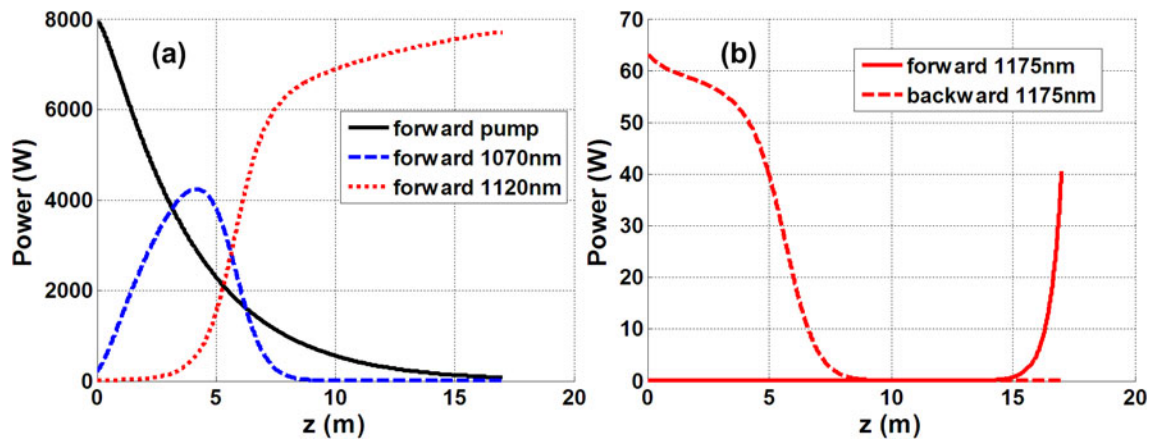 8000
6000
4000
2000
0
0
5
10
15
20
Power (W)
z (m)
(a)
forward pump
forward 1070nm
forward 1120nm
70
60
50
40
30
20
10
0
0
5
10
15
20
Power (W)
z (m)
(b)
forward 1175nm
backward 1175nm